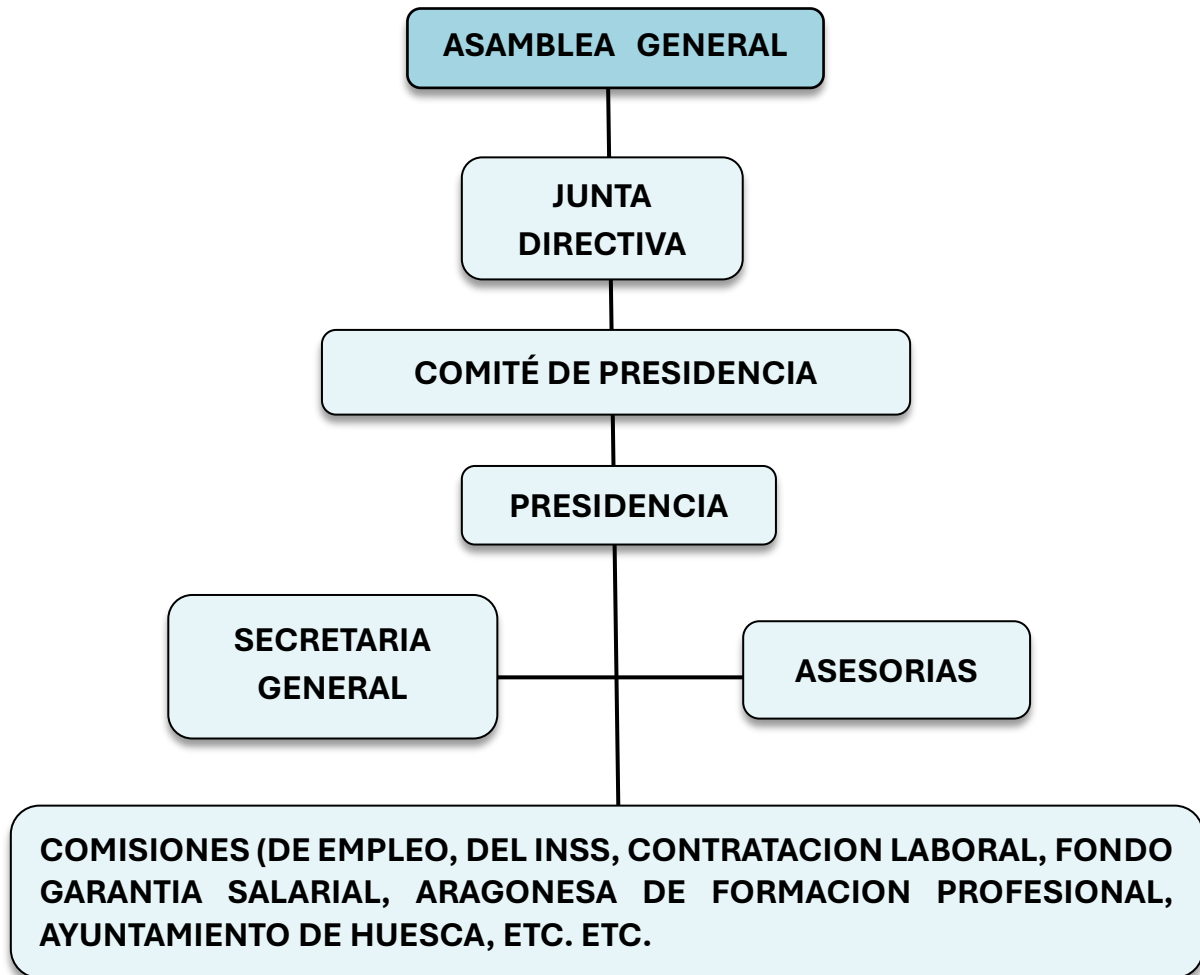 ASAMBLEA GENERAL
JUNTA
DIRECTIVA
COMITÉ DE PRESIDENCIA
PRESIDENCIA
SECRETARIA
GENERAL
ASESORIAS
COMISIONES (DE EMPLEO, DEL INSS, CONTRATACION LABORAL, FONDO
GARANTIA SALARIAL, ARAGONESA DE FORMACION PROFESIONAL,
AYUNTAMIENTO DE HUESCA, ETC. ETC.